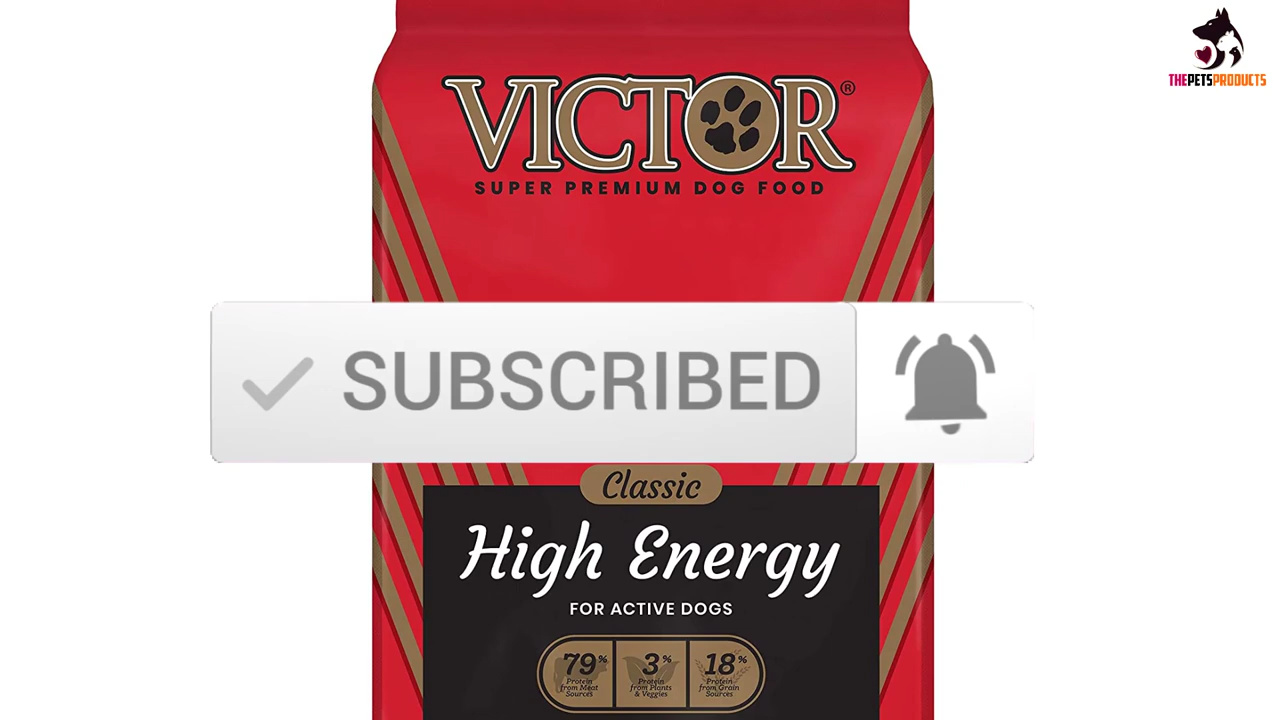 THEPETSPRODUCTS
VICTOR®
SUPER PREMIUM DOG FOOD
SUBSCRIBED
Classic
High Energy
FOR ACTIVE DOGS
79% 3% 18%
Protein Protein Protein
from Meat from Plants from Grain
Sources & Veggies Sources